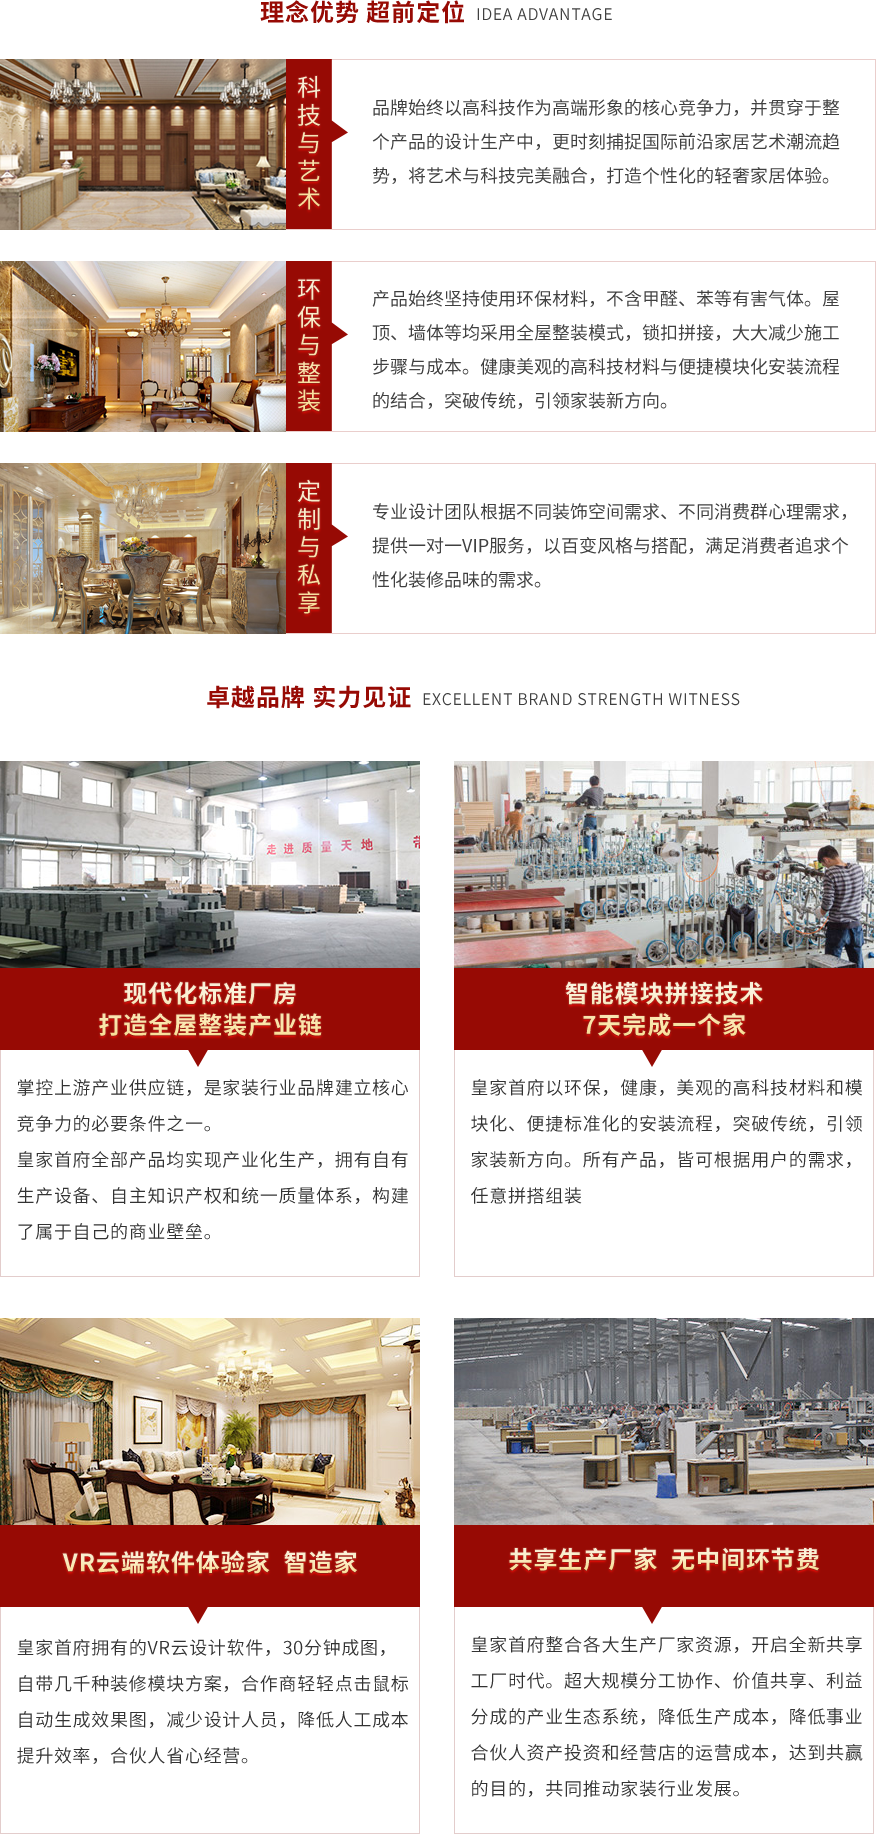 理念优势 超前定位 IDEA ADVANTAGE
科技与艺术
品牌始终以高科技作为高端形象的核心竞争力，并贯穿于整
个产品的设计生产中，更时刻捕捉国际前沿家居艺术潮流趋
势，将艺术与科技完美融合，打造个性化的轻奢家居体验。
环保与整装
产品始终坚持使用环保材料，不含甲醛、苯等有害气体。屋
顶、墙体等均采用全屋整装模式，锁扣拼接，大大减少施工
步骤与成本。健康美观的高科技材料与便捷模块化安装流程
的结合，突破传统，引领家装新方向。
定制与私享
专业设计团队根据不同装饰空间需求、不同消费群心理需求，
提供一对一VIP服务，以百变风格与搭配，满足消费者追求个
性化装修品味的需求。
卓越品牌 实力见证 EXCELLENT BRAND STRENGTH WITNESS
走进质量天地 带
现代化标准厂房
打造全屋整装产业链
掌控上游产业供应链，是家装行业品牌建立核心
竞争力的必要条件之一。
皇家首府全部产品均实现产业化生产，拥有自有
生产设备、自主知识产权和统一质量体系，构建
了属于自己的商业壁垒。
智能模块拼接技术
7天完成一个家
皇家首府以环保，健康，美观的高科技材料和模
块化、便捷标准化的安装流程，突破传统，引领
家装新方向。所有产品，皆可根据用户的需求，
任意拼搭组装
VR云端软件体验家 智造家
皇家首府拥有的VR云设计软件，30分钟成图，
自带几千种装修模块方案，合作商轻轻点击鼠标
自动生成效果图，减少设计人员，降低人工成本
提升效率，合伙人省心经营。
共享生产厂家 无中间环节费
皇家首府整合各大生产厂家资源，开启全新共享
工厂时代。超大规模分工协作、价值共享、利益
分成的产业生态系统，降低生产成本，降低事业
合伙人资产投资和经营店的运营成本，达到共赢
的目的，共同推动家装行业发展。